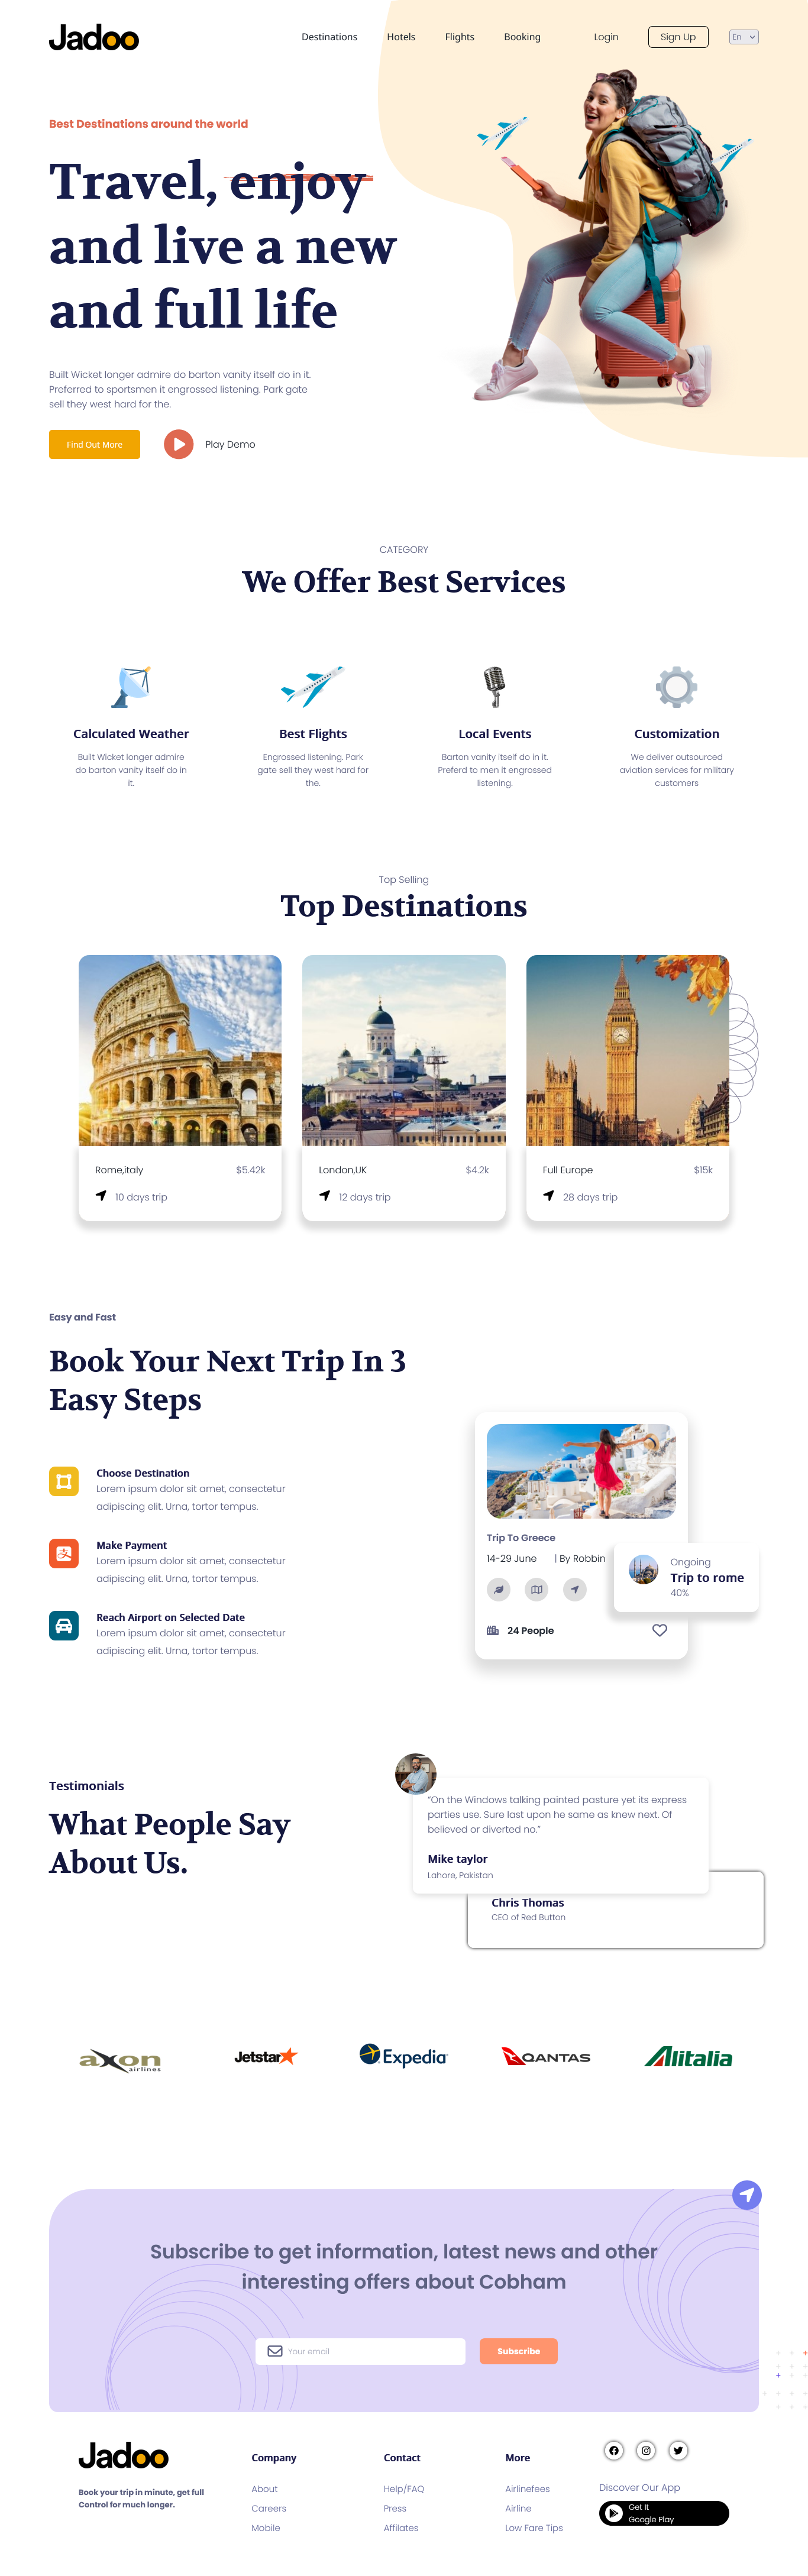 Jadoo
Destinations
Hotels
Flights
Booking
Login
Sign Up
En
Best Destinations around the world
Travel, enjoy
and live a new
and full life
Built Wicket longer admire do barton vanity itself do in it.
Preferred to sportsmen it engrossed listening. Park gate
sell they west hard for the.
Find Out More
Play Demo
CATEGORY
We Offer Best Services
Calculated Weather
Built Wicket longer admire
do barton vanity itself do in
it.
Best Flights
Engrossed listening. Park
gate sell they west hard for
the.
Local Events
Barton vanity itself do in it.
Preferd to men it engrossed
listening.
Customization
We deliver outsourced
aviation services for military
customers
Top Selling
Top Destinations
Rome,italy
$5.42k
10 days trip
London,UK
$4.2k
12 days trip
Full Europe
$15k
28 days trip
Easy and Fast
Book Your Next Trip In 3
Easy Steps
Choose Destination
Lorem ipsum dolor sit amet, consectetur
adipiscing elit. Urna, tortor tempus.
Make Payment
Lorem ipsum dolor sit amet, consectetur
adipiscing elit. Urna, tortor tempus.
Reach Airport on Selected Date
Lorem ipsum dolor sit amet, consectetur
adipiscing elit. Urna, tortor tempus.
Trip To Greece
14-29 June
| By Robbin
24 People
Ongoing
Trip to rome
40%
Testimonials
What People Say
About Us.
“On the Windows talking painted pasture yet its express
parties use. Sure last upon he same as knew next. Of
believed or diverted no.”
Mike taylor
Lahore, Pakistan
Chris Thomas
CEO of Red Button
axon
airlines
Jetstar
Expedia
QANTAS
Alitalia
Subscribe to get information, latest news and other
interesting offers about Cobham
Your email
Subscribe
Jadoo
Book your trip in minute, get full
Control for much longer.
Company
About
Careers
Mobile
Contact
Help/FAQ
Press
Affilates
More
Airlinefees
Airline
Low Fare Tips
Discover Our App
Get It
Google Play